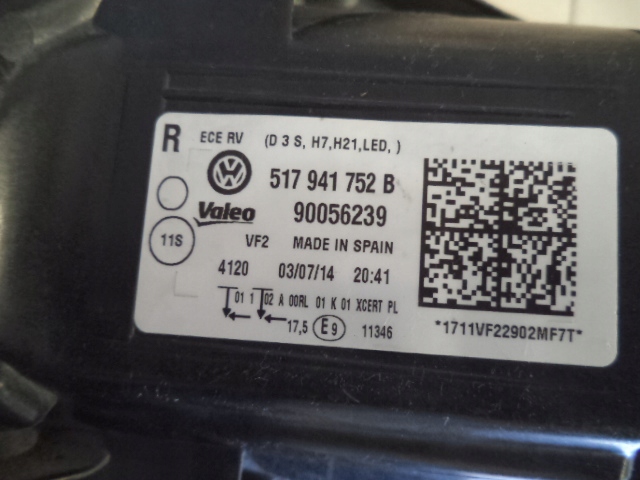 R ECE RV (D 3 S, H7,H21,LED, )
517 941 752 B
Valeo 90056239
11S VF2 MADE IN SPAIN
4120 03/07/14 20:41
01 1 02 A 00RL 01 K 01 XCERT PL
17,5 E9 11346
*1711VF22902MF7T*